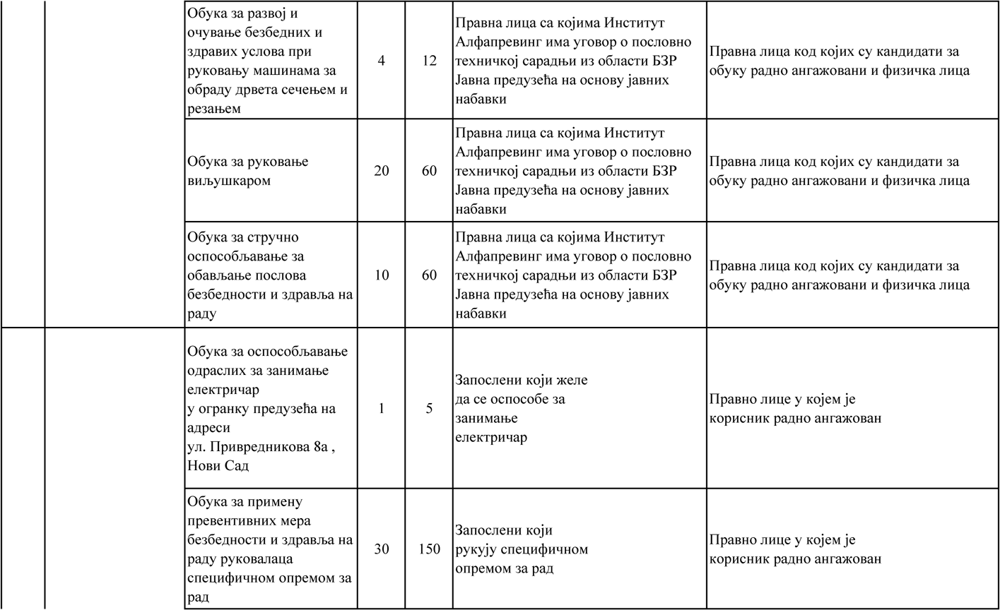 Обука за развој и
очување безбедних и
здравих услова при
руковању машинама за
обраду дрвета сечењем и
резањем
4
12
Правна лица са којима Институт
Алфапревинг има уговор о пословно
техничкој сарадњи из области БЗР
Јавна предузећа на основу јавних
набавки
Правна лица код којих су кандидати за
обуку радно ангажовани и физичка лица
Обука за руковање
виљушкаром
20
60
Правна лица са којима Институт
Алфапревинг има уговор о пословно
техничкој сарадњи из области БЗР
Јавна предузећа на основу јавних
набавки
Правна лица код којих су кандидати за
обуку радно ангажовани и физичка лица
Обука за стручно
оспособљавање за
обављање послова
безбедности и здравља на
раду
10
60
Правна лица са којима Институт
Алфапревинг има уговор о пословно
техничкој сарадњи из области БЗР
Јавна предузећа на основу јавних
набавки
Правна лица код којих су кандидати за
обуку радно ангажовани и физичка лица
Обука за оспособљавање
одраслих за занимање
електричар
у огранку предузећа на
адреси
ул. Привредникова 8а ,
Нови Сад
1
5
Запослени који желе
да се оспособе за
занимање
електричар
Правно лице у којем је
корисник радно ангажован
Обука за примену
превентивних мера
безбедности и здравља на
раду руковалаца
специфичном опремом за
рад
30
150
Запослени који
рукују специфичном
опремом за рад
Правно лице у којем је
корисник радно ангажован